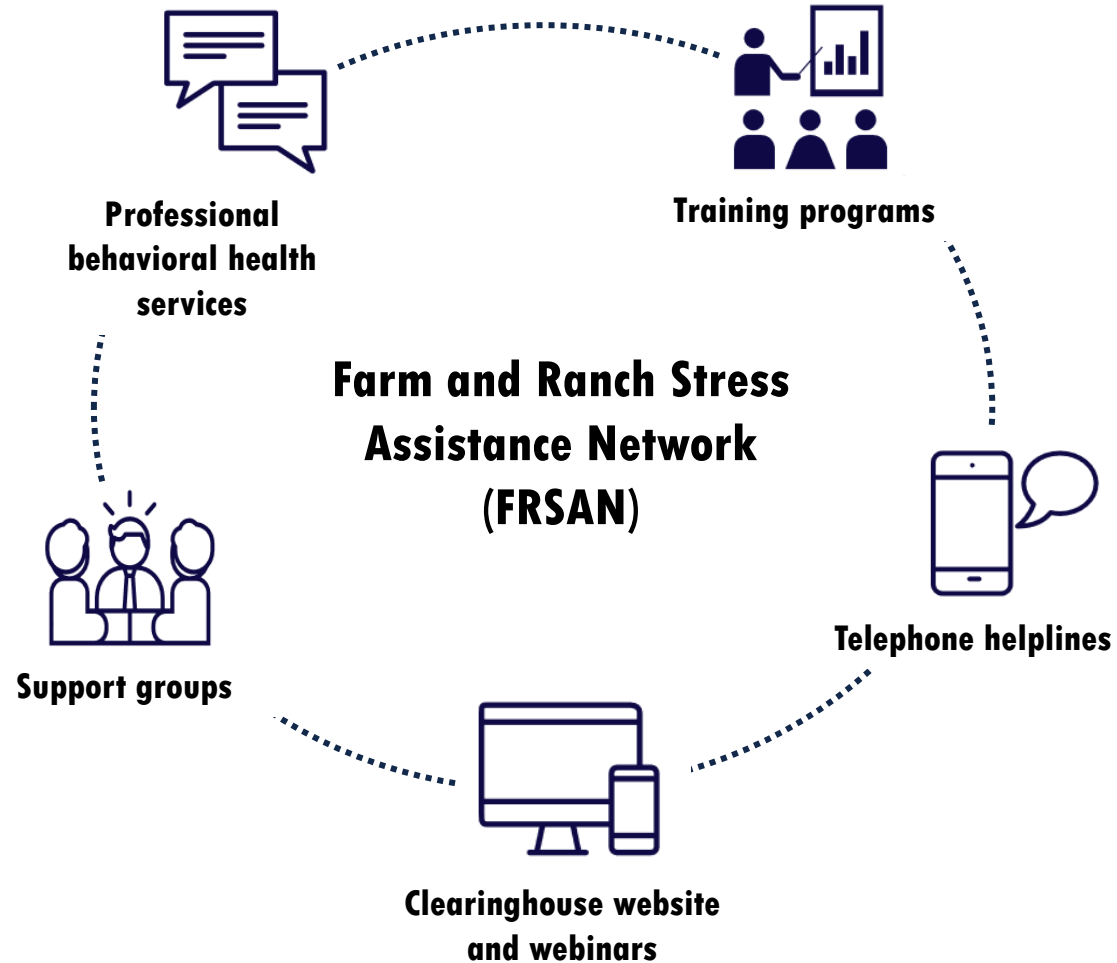 Professional
behavioral health
services
Training programs
Farm and Ranch Stress
Assistance Network
(FRSAN)
Telephone helplines
Support groups
Clearinghouse website
and webinars